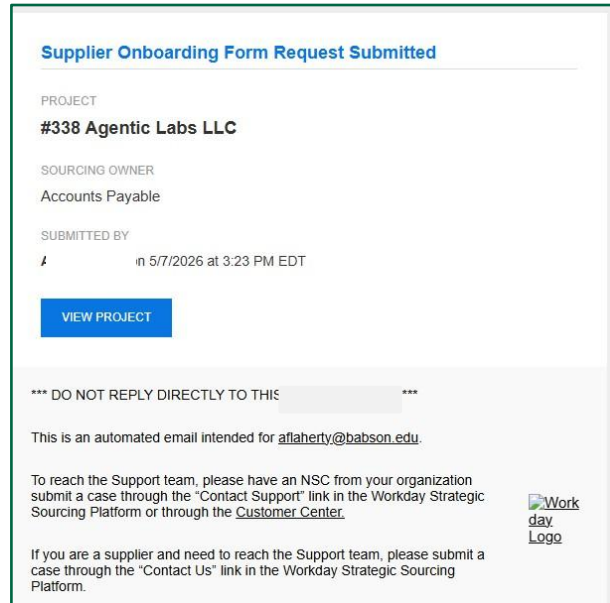 Supplier Onboarding Form Request Submitted
PROJECT
#338 Agentic Labs LLC
SOURCING OWNER
Accounts Payable
SUBMITTED BY
on 5/7/2026 at 3:23 PM EDT
VIEW PROJECT
*** DO NOT REPLY DIRECTLY TO THIS ***
This is an automated email intended for aflaherty@babson.edu.
To reach the Support team, please have an NSC from your organization
submit a case through the “Contact Support” link in the Workday Strategic
Sourcing Platform or through the Customer Center.
Work
day
Logo
If you are a supplier and need to reach the Support team, please submit a
case through the “Contact Us” link in the Workday Strategic Sourcing
Platform.